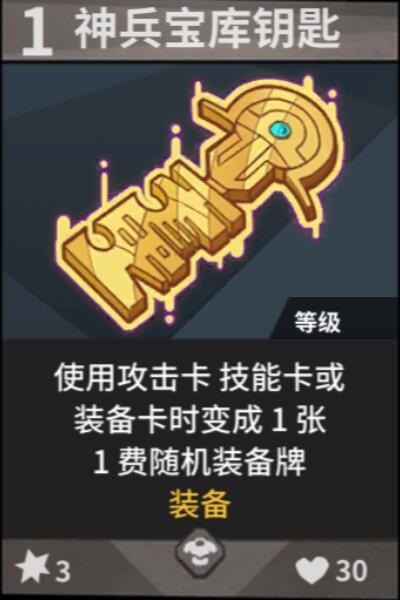 1 神兵宝库钥匙
等级
使用攻击卡 技能卡或
装备卡时变成 1 张
1 费随机装备牌
装备
3 30